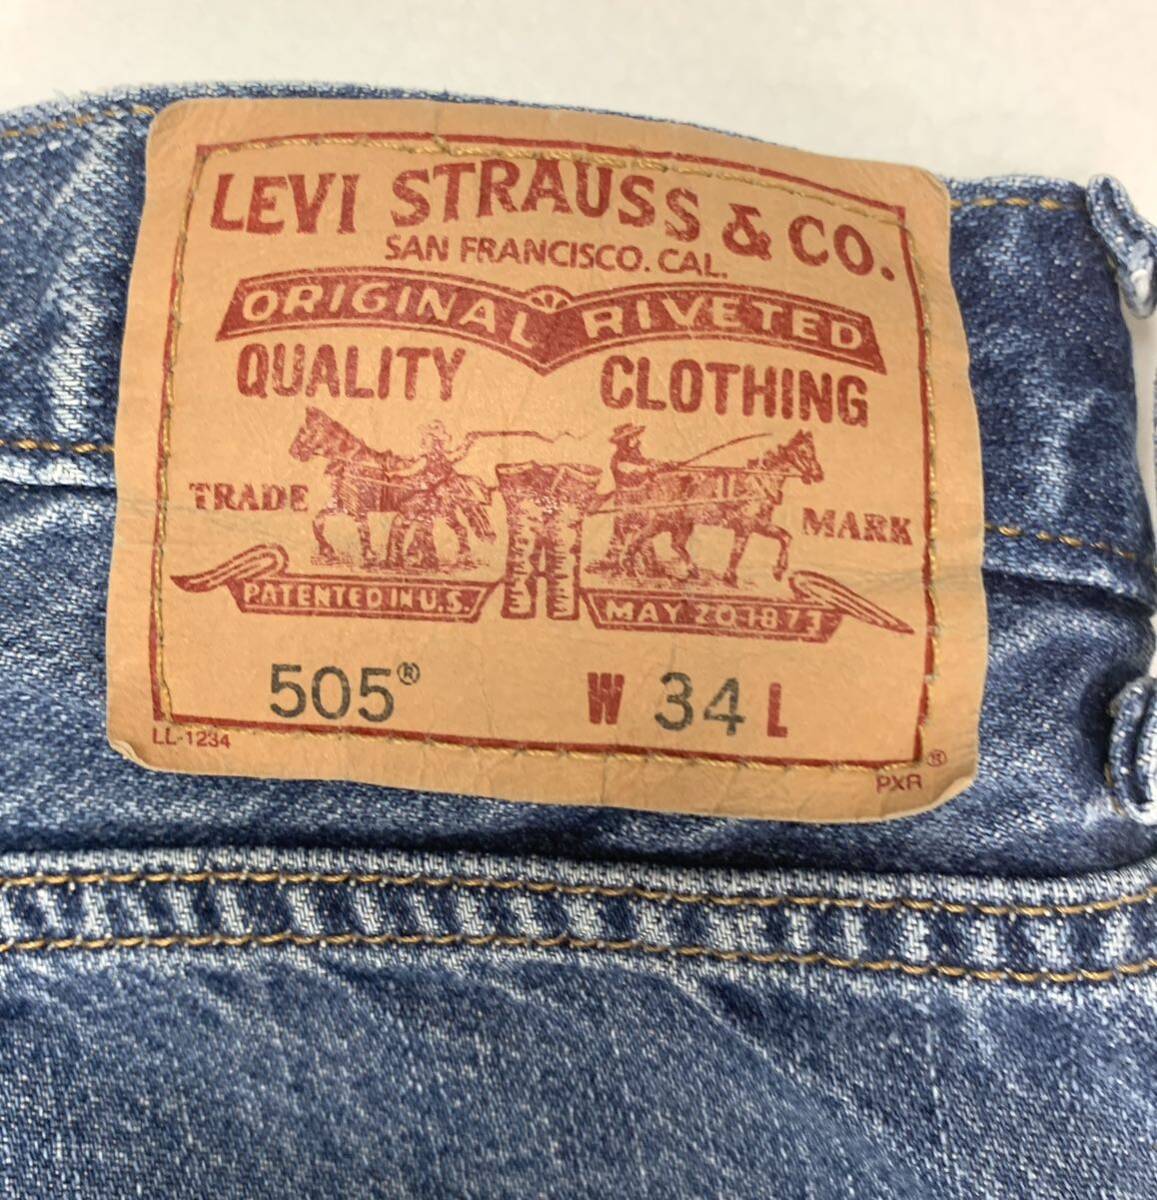 LEVI STRAUSS & CO.
SAN FRANCISCO. CAL.
ORIGINAL RIVETED
QUALITY CLOTHING
TRADE MARK
PATENTED IN U.S. MAY 20 1873
505® W 34 L
LL-1234 PXR ®